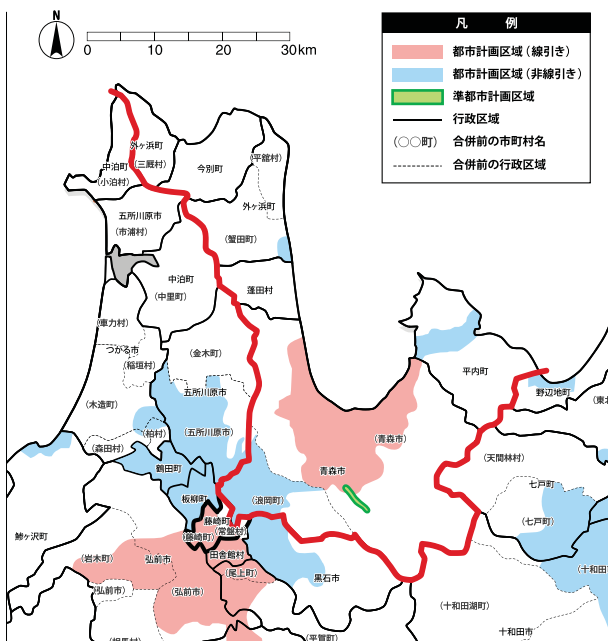 N
0 10 20 30km
凡 例
都市計画区域（線引き）
都市計画区域（非線引き）
準都市計画区域
行政区域
（○○町） 合併前の市町村名
合併前の行政区域
外ヶ浜町
（三厩村）
中泊町
（小泊村）
今別町
（平舘村）
外ヶ浜町
（蟹田町）
五所川原市
（市浦村）
中泊町
（中里町）
蓬田村
（車力村）
つがる市
（稲垣村）
（金木町）
平内町
野辺地町
（東北
五所川原市
（木造町）
（柏村）
（五所川原市）
（森田村）
鶴田町
（青森市）
青森市
（天間林村）
七戸町
（七戸町）
板柳町
（浪岡町）
藤崎町
（常盤村）
（藤崎町）
鰺ヶ沢町
田舎館村
（岩木町）
弘前市
（尾上町）
黒石市
（十和田市
（弘前市）
（弘前市）
（十和田湖町）
十和田市
（相馬村）
（平賀町）